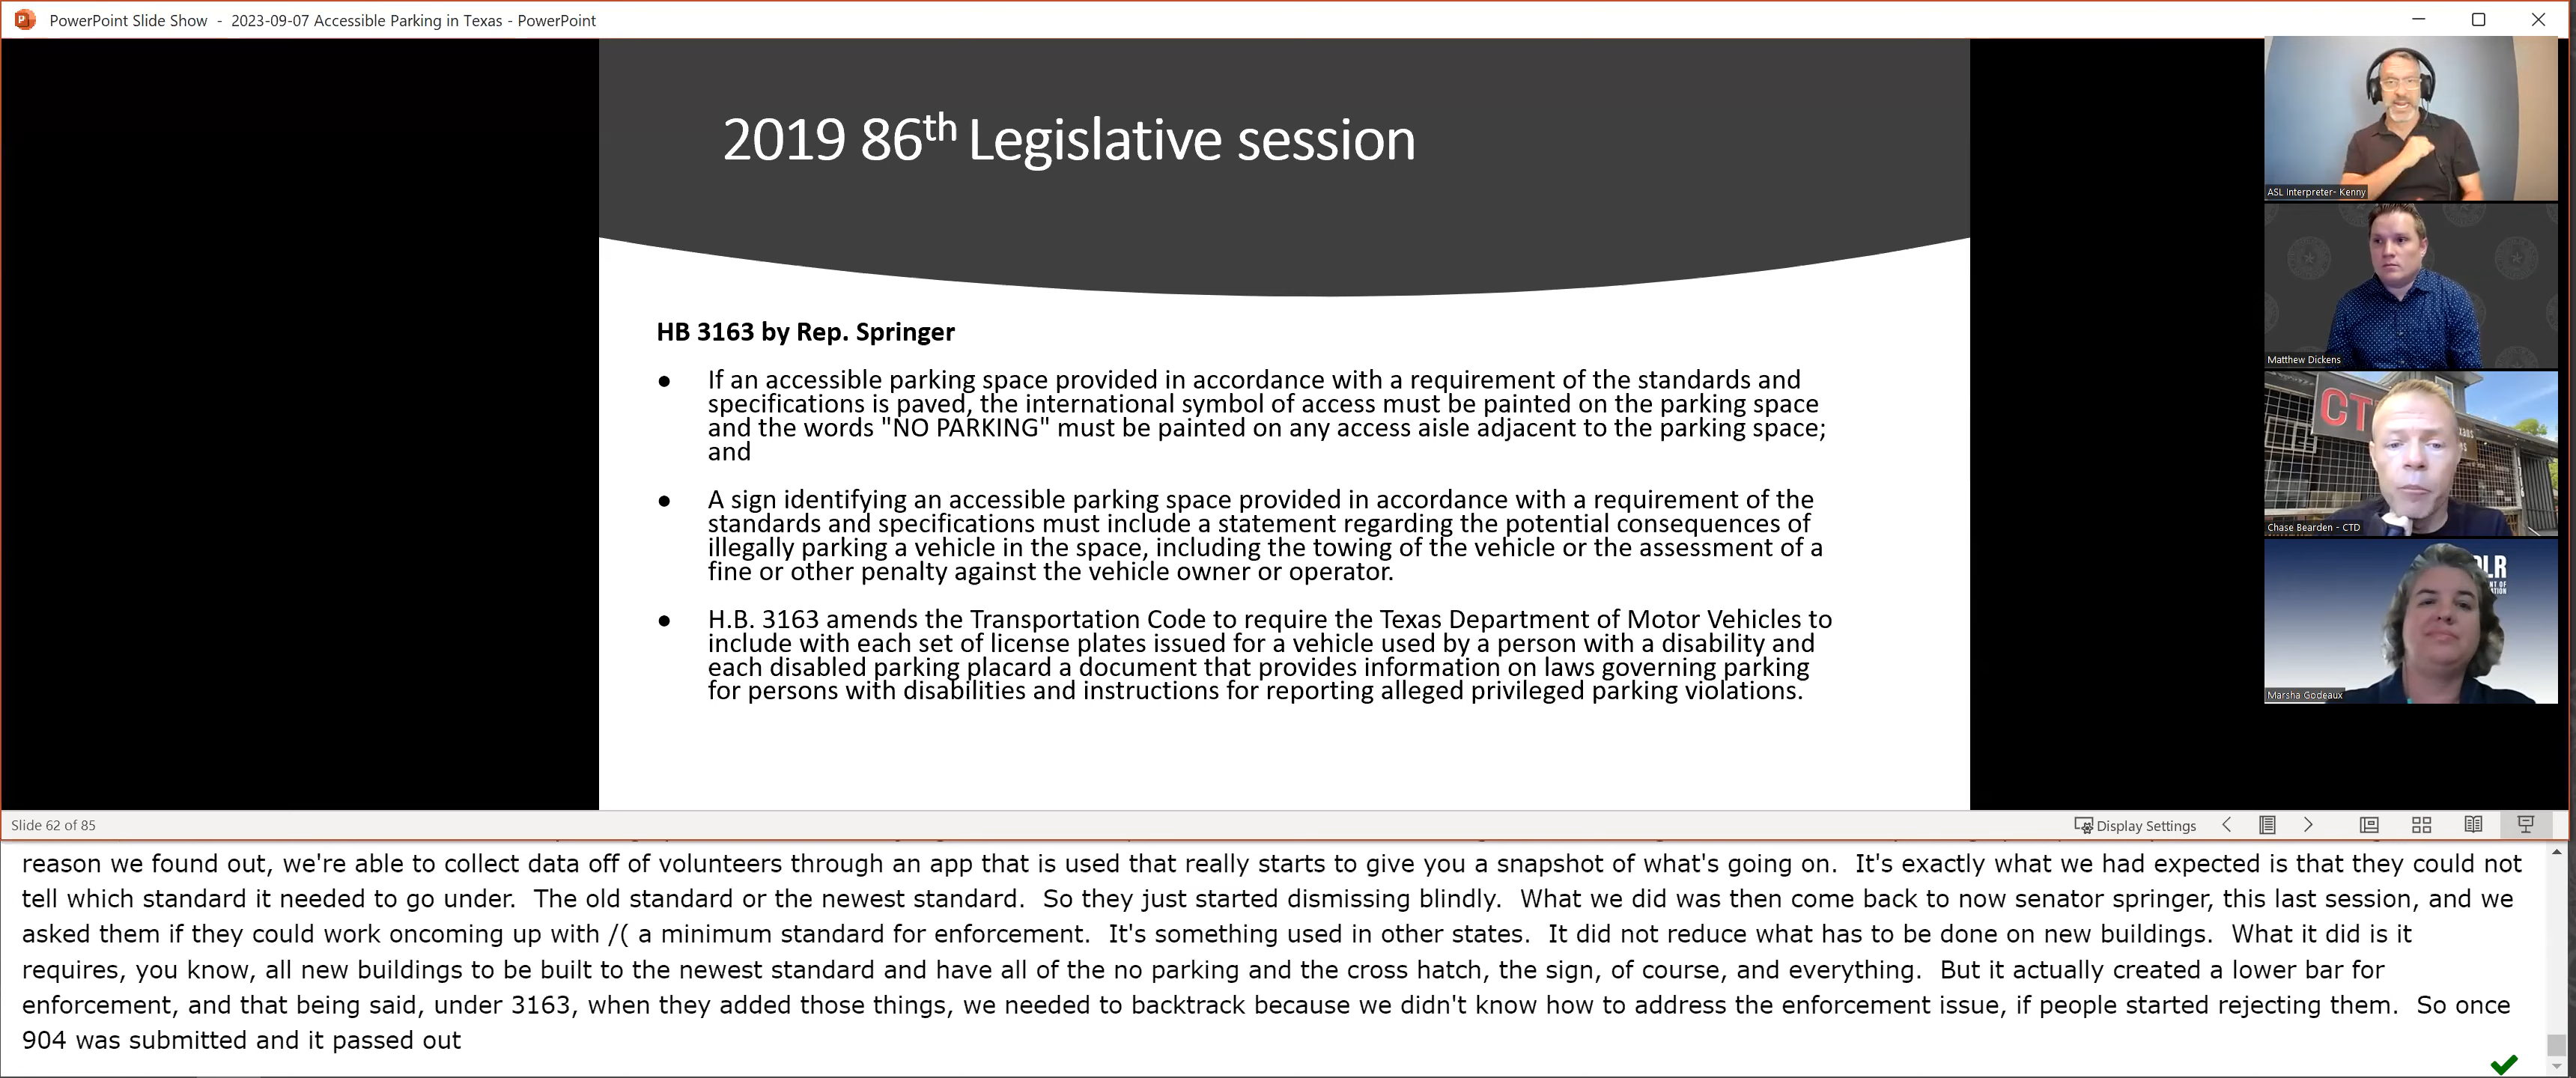 PowerPoint Slide Show - 2023-09-07 Accessible Parking in Texas - PowerPoint
2019 86th Legislative session
HB 3163 by Rep. Springer
● If an accessible parking space provided in accordance with a requirement of the standards and
specifications is paved, the international symbol of access must be painted on the parking space
and the words "NO PARKING" must be painted on any access aisle adjacent to the parking space;
and
● A sign identifying an accessible parking space provided in accordance with a requirement of the
standards and specifications must include a statement regarding the potential consequences of
illegally parking a vehicle in the space, including the towing of the vehicle or the assessment of a
fine or other penalty against the vehicle owner or operator.
● H.B. 3163 amends the Transportation Code to require the Texas Department of Motor Vehicles to
include with each set of license plates issued for a vehicle used by a person with a disability and
each disabled parking placard a document that provides information on laws governing parking
for persons with disabilities and instructions for reporting alleged privileged parking violations.
ASL Interpreter- Kenny
Matthew Dickens
CT
Chase Bearden - CTD
LR
Marsha Godeaux
Slide 62 of 85
Display Settings
reason we found out, we're able to collect data off of volunteers through an app that is used that really starts to give you a snapshot of what's going on. It's exactly what we had expected is that they could not
tell which standard it needed to go under. The old standard or the newest standard. So they just started dismissing blindly. What we did was then come back to now senator springer, this last session, and we
asked them if they could work oncoming up with /( a minimum standard for enforcement. It's something used in other states. It did not reduce what has to be done on new buildings. What it did is it
requires, you know, all new buildings to be built to the newest standard and have all of the no parking and the cross hatch, the sign, of course, and everything. But it actually created a lower bar for
enforcement, and that being said, under 3163, when they added those things, we needed to backtrack because we didn't know how to address the enforcement issue, if people started rejecting them. So once
904 was submitted and it passed out